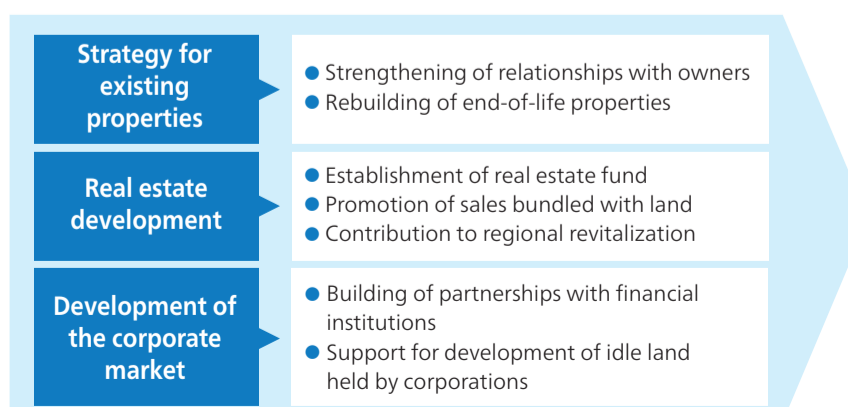 Strategy for
existing
properties
● Strengthening of relationships with owners
● Rebuilding of end-of-life properties
Real estate
development
● Establishment of real estate fund
● Promotion of sales bundled with land
● Contribution to regional revitalization
Development of
the corporate
market
● Building of partnerships with financial
institutions
● Support for development of idle land
held by corporations